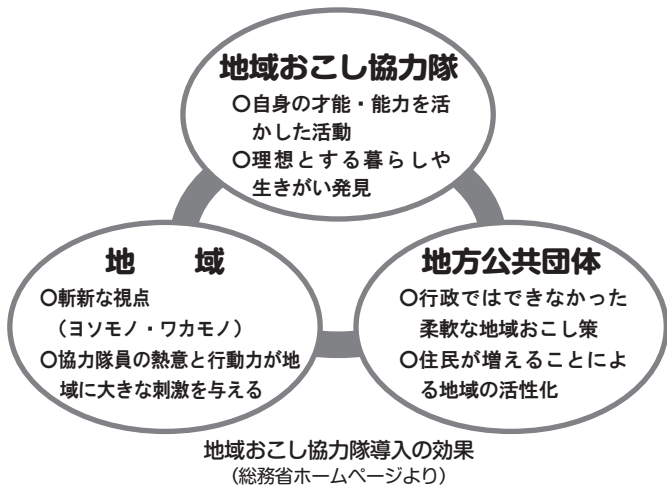 地域おこし協力隊
○自身の才能・能力を活
かした活動
○理想とする暮らしや
生きがい発見
地　　域
○斬新な視点
（ヨソモノ・ワカモノ）
○協力隊員の熱意と行動力が地
域に大きな刺激を与える
地方公共団体
○行政ではできなかった
柔軟な地域おこし策
○住民が増えることによ
る地域の活性化
地域おこし協力隊導入の効果
（総務省ホームページより）